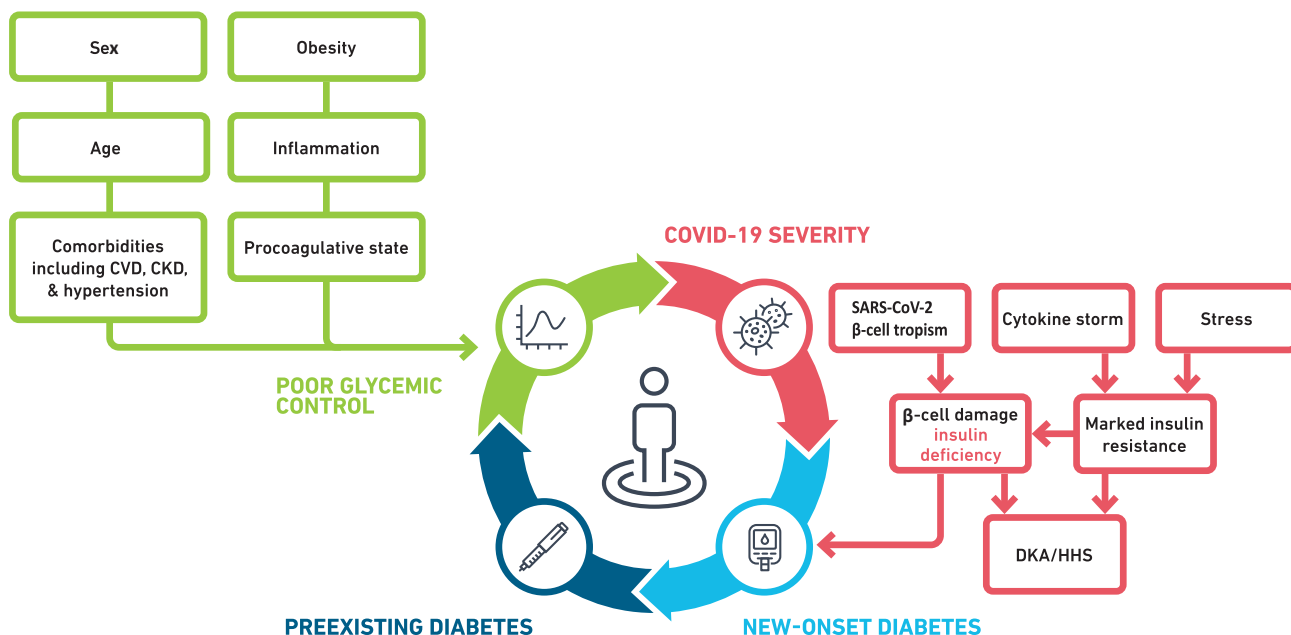 Sex
Obesity
Age
Inflammation
Comorbidities
including CVD, CKD,
& hypertension
Procoagulative state
POOR GLYCEMIC
CONTROL
COVID-19 SEVERITY
SARS-CoV-2
β-cell tropism
Cytokine storm
Stress
β-cell damage
insulin
deficiency
Marked insulin
resistance
DKA/HHS
PREEXISTING DIABETES
NEW-ONSET DIABETES